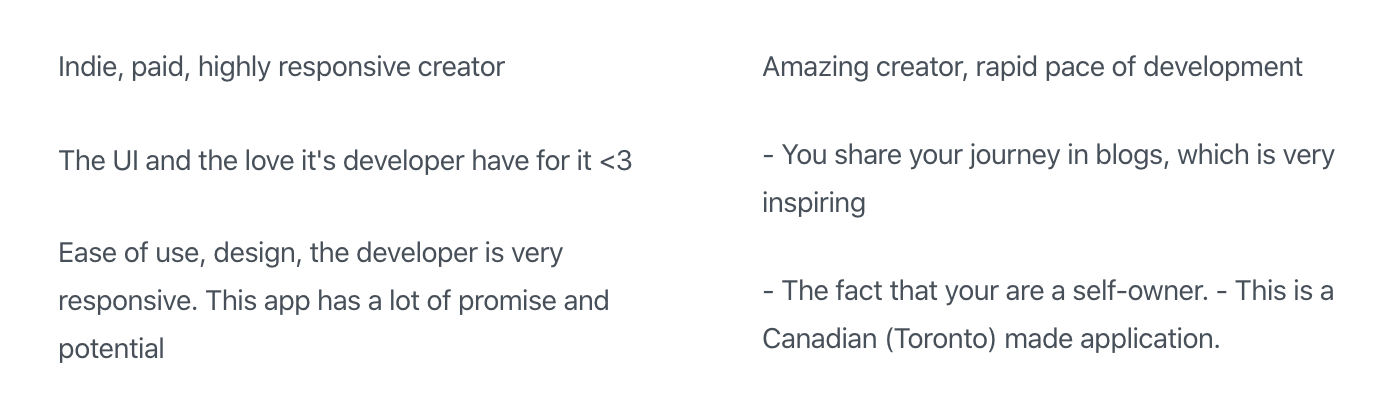 Indie, paid, highly responsive creator
The UI and the love it's developer have for it <3
Ease of use, design, the developer is very
responsive. This app has a lot of promise and
potential
Amazing creator, rapid pace of development
- You share your journey in blogs, which is very
inspiring
- The fact that your are a self-owner. - This is a
Canadian (Toronto) made application.